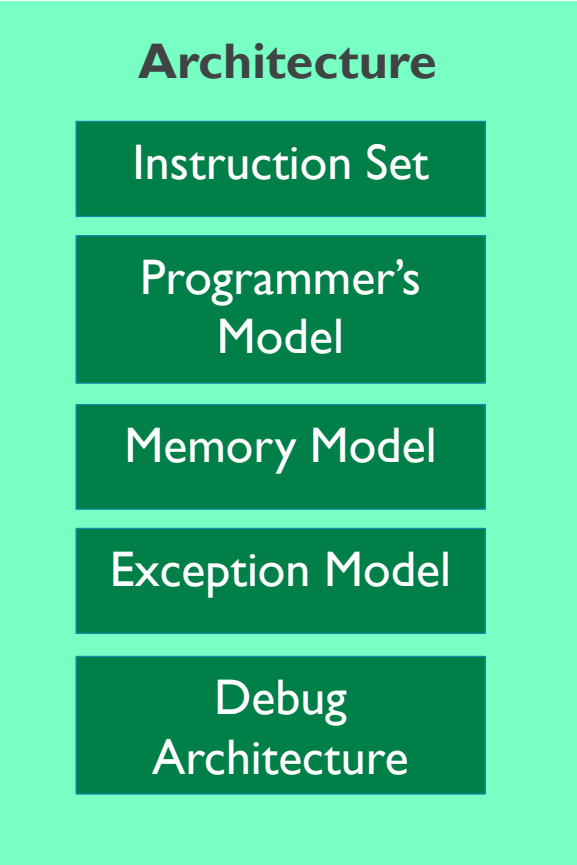 Architecture
Instruction Set
Programmer’s
Model
Memory Model
Exception Model
Debug
Architecture